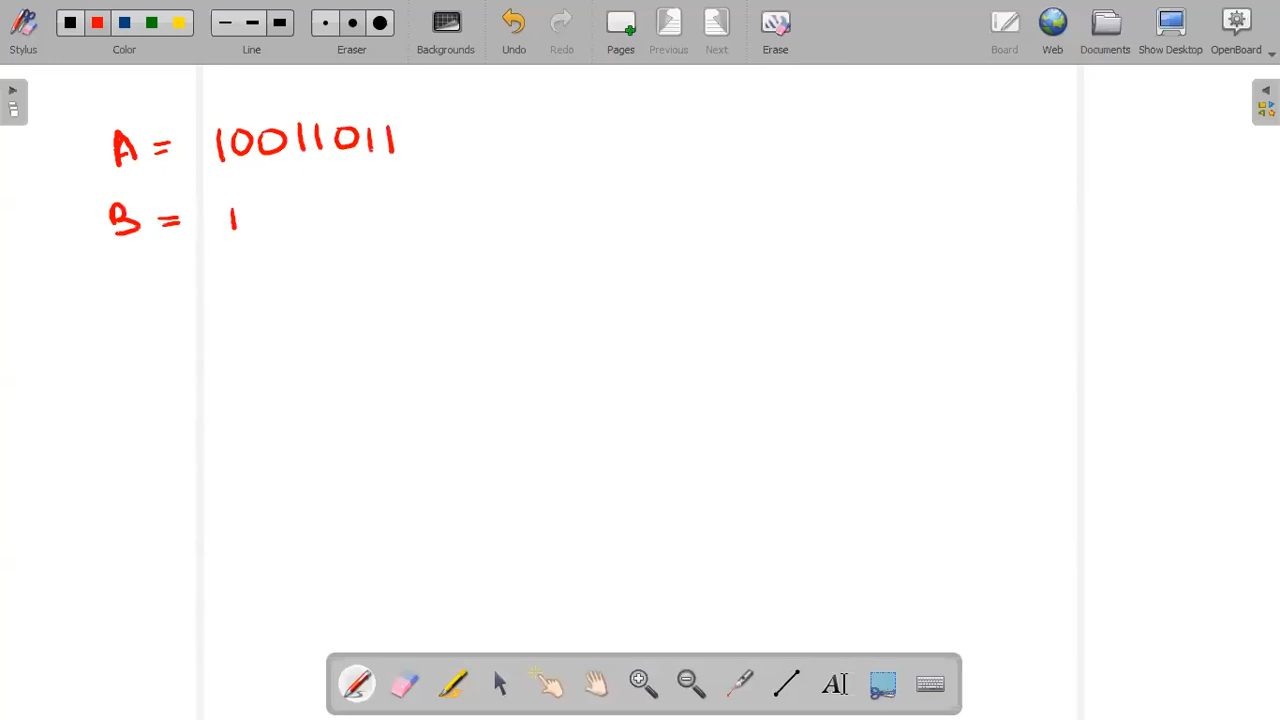 Stylus Color Line Eraser Backgrounds Undo Redo Pages Previous Next Erase Board Web Documents Show Desktop OpenBoard
A = 10011011
B = 1
AI